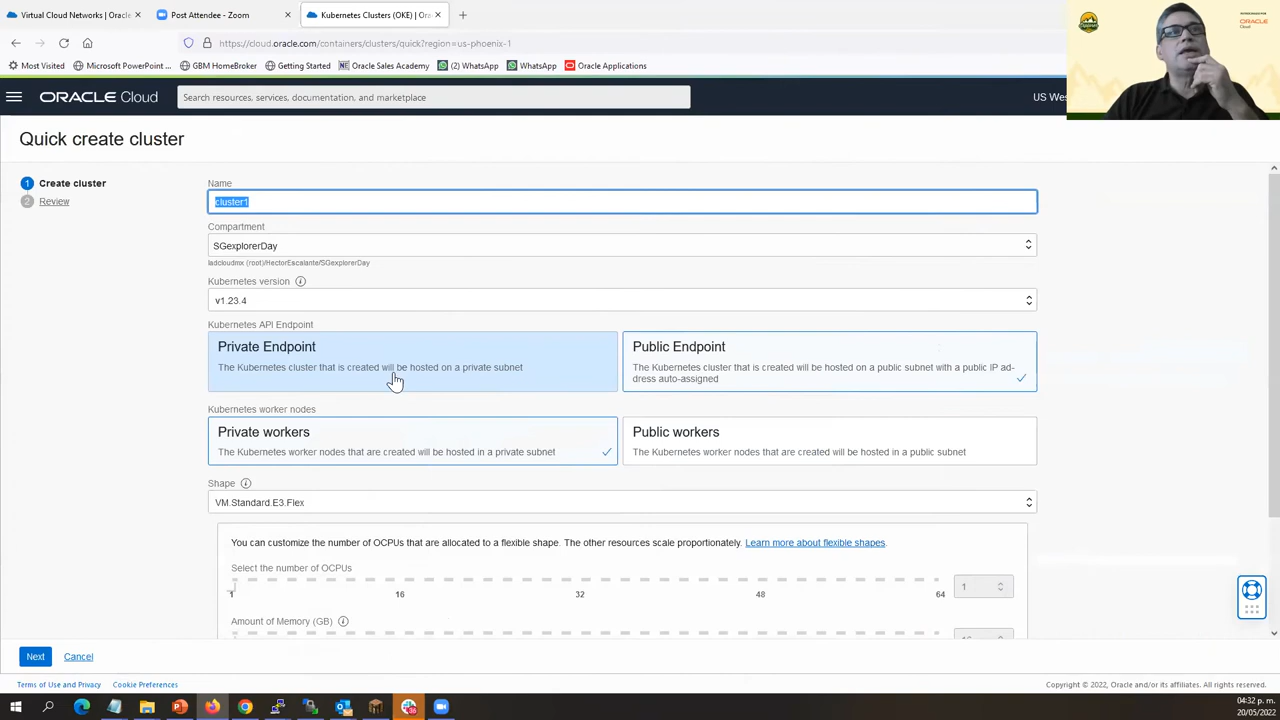 Virtual Cloud Networks | Oracle
Post Attendee - Zoom
Kubernetes Clusters (OKE) | Ora
https://cloud.oracle.com/containers/clusters/quick?region=us-phoenix-1
Most Visited
Microsoft PowerPoint ...
GBM HomeBroker
Getting Started
Oracle Sales Academy
(2) WhatsApp
WhatsApp
Oracle Applications
ORACLE Cloud
Search resources, services, documentation, and marketplace
US Wes
ORACLE
Cloud
Quick create cluster
1 Create cluster
2 Review
Name
cluster1
Compartment
SGexplorerDay
ladcloudmx (root)/HectorEscalante/SGexplorerDay
Kubernetes version
v1.23.4
Kubernetes API Endpoint
Private Endpoint
The Kubernetes cluster that is created will be hosted on a private subnet
Public Endpoint
The Kubernetes cluster that is created will be hosted on a public subnet with a public IP ad-
dress auto-assigned
Kubernetes worker nodes
Private workers
The Kubernetes worker nodes that are created will be hosted in a private subnet
Public workers
The Kubernetes worker nodes that are created will be hosted in a public subnet
Shape
VM.Standard.E3.Flex
You can customize the number of OCPUs that are allocated to a flexible shape. The other resources scale proportionately. Learn more about flexible shapes.
Select the number of OCPUs
1 16 32 48 64
1
Amount of Memory (GB)
Next
Cancel
Terms of Use and Privacy
Cookie Preferences
Copyright © 2022, Oracle and/or its affiliates. All rights reserved.
04:32 p. m.
20/05/2022